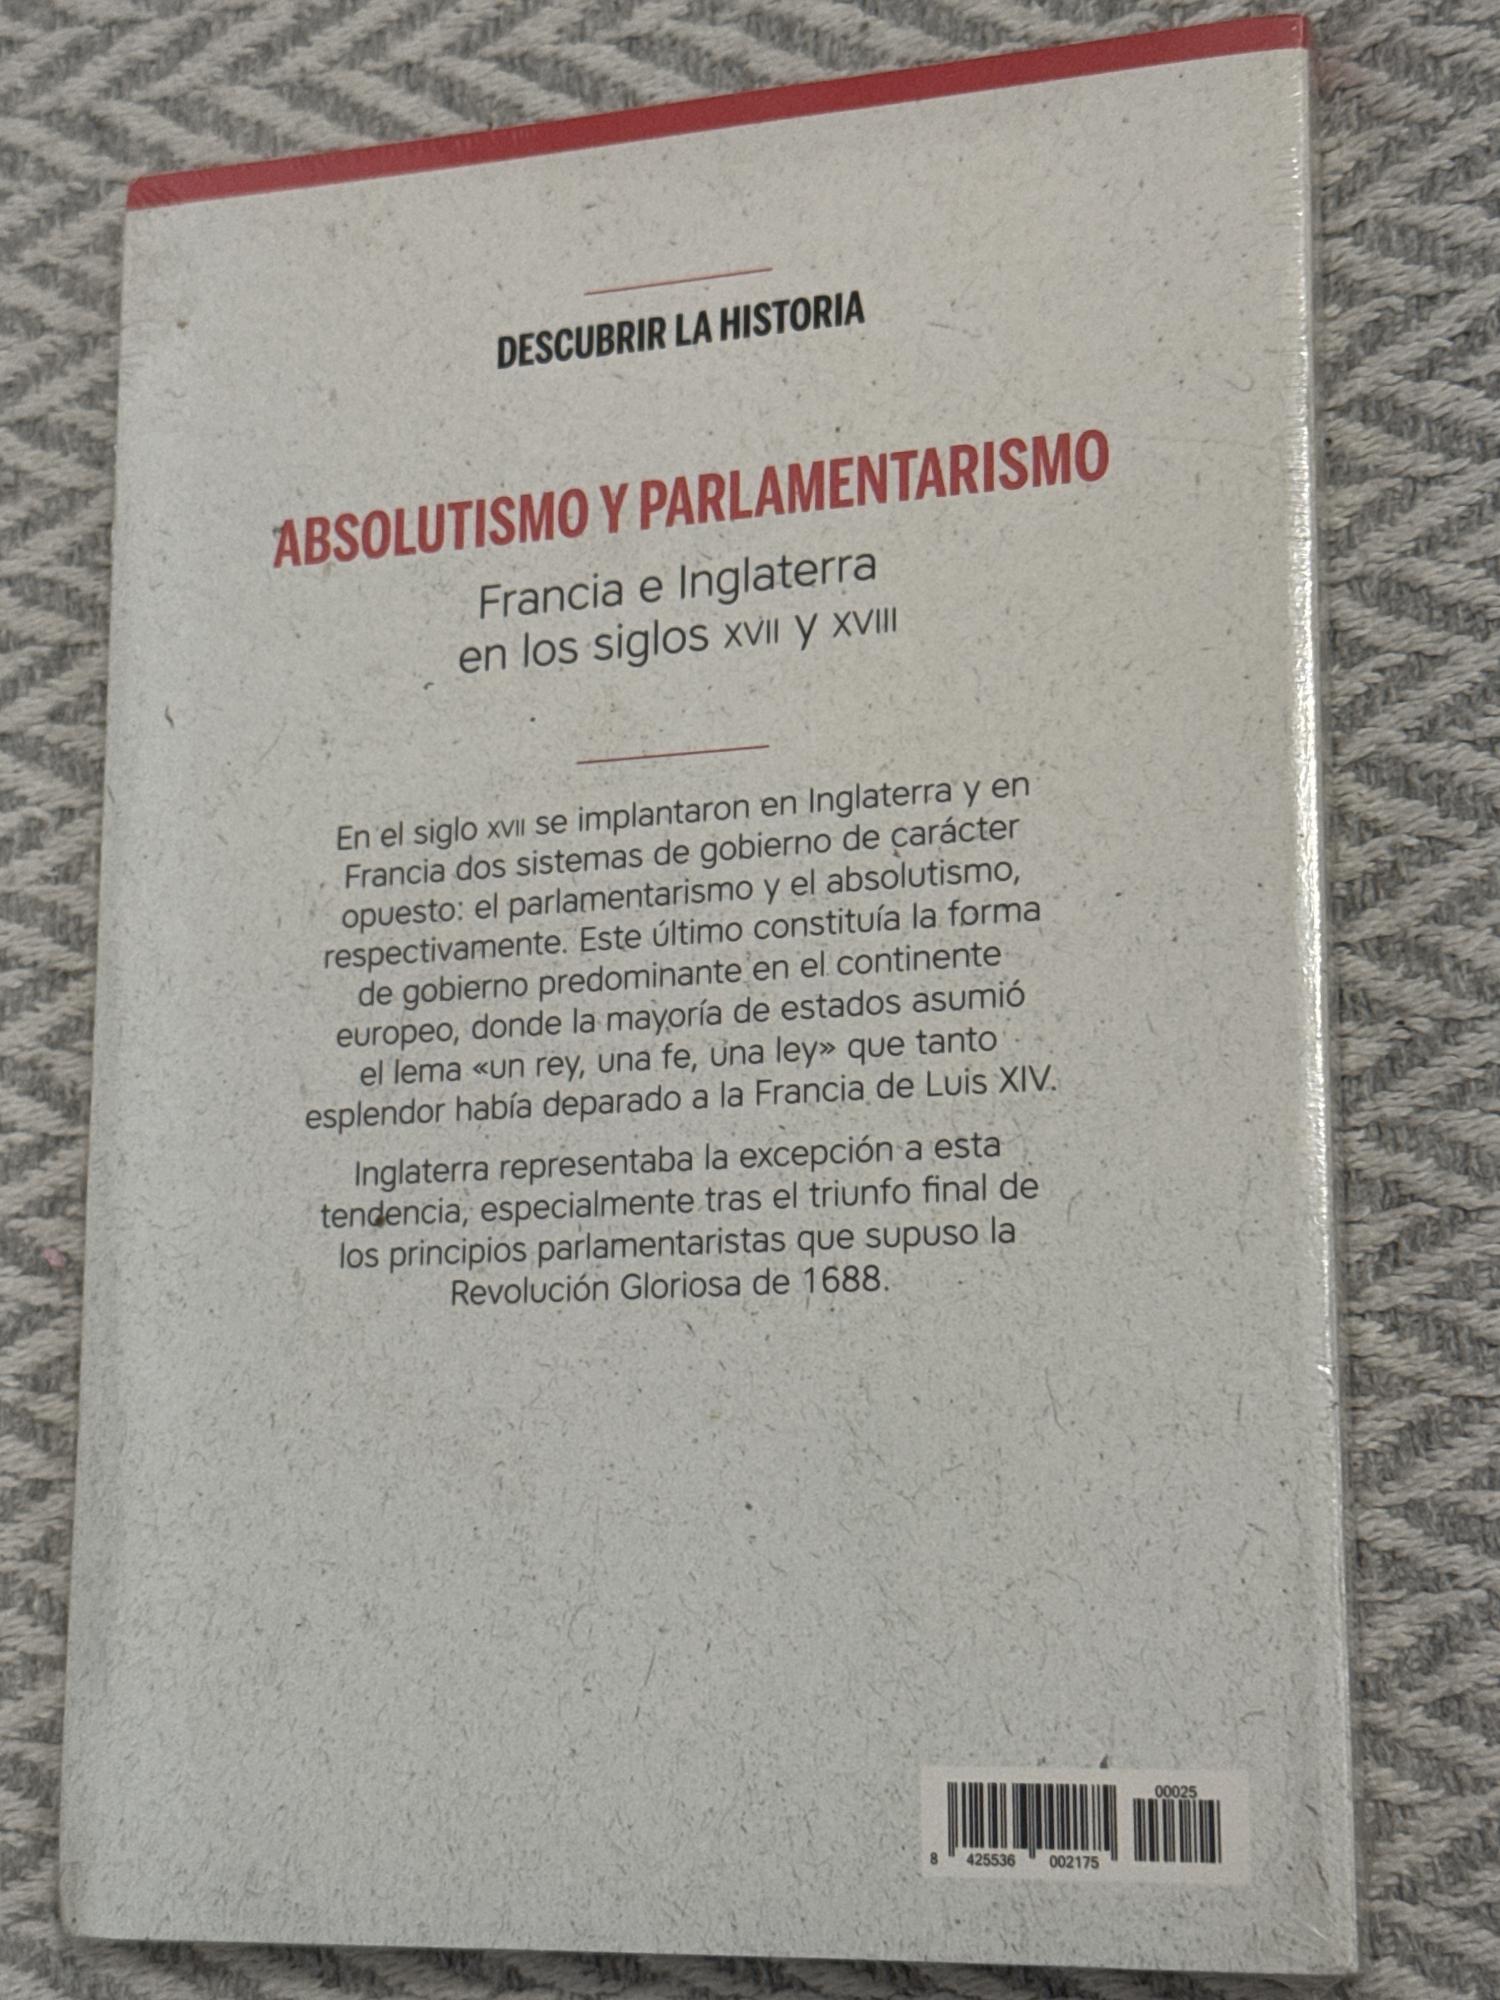 DESCUBRIR LA HISTORIA
ABSOLUTISMO Y PARLAMENTARISMO
Francia e Inglaterra
en los siglos XVII y XVIII
En el siglo XVII se implantaron en Inglaterra y en
Francia dos sistemas de gobierno de carácter
opuesto: el parlamentarismo y el absolutismo,
respectivamente. Este último constituía la forma
de gobierno predominante en el continente
europeo, donde la mayoría de estados asumió
el lema «un rey, una fe, una ley» que tanto
esplendor había deparado a la Francia de Luis XIV.
Inglaterra representaba la excepción a esta
tendencia, especialmente tras el triunfo final de
los principios parlamentaristas que supuso la
Revolución Gloriosa de 1688.
00025
8 425536 002175